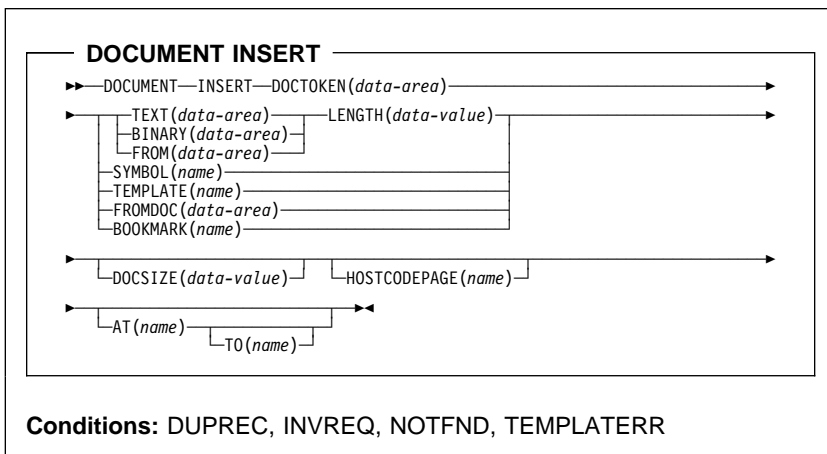 DOCUMENT INSERT
DOCUMENT INSERT DOCTOKEN(data-area)
TEXT(data-area) LENGTH(data-value)
BINARY(data-area)
FROM(data-area)
SYMBOL(name)
TEMPLATE(name)
FROMDOC(data-area)
BOOKMARK(name)
DOCSIZE(data-value) HOSTCODEPAGE(name)
AT(name)
TO(name)
Conditions: DUPREC, INVREQ, NOTFND, TEMPLATERR